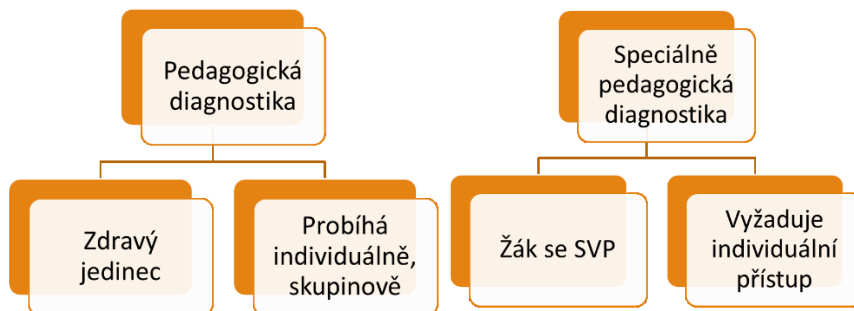 Pedagogická
diagnostika
Speciálně
pedagogická
diagnostika
Zdravý
jedinec
Probíhá
individuálně,
skupinově
Žák se SVP
Vyžaduje
individuální
přístup